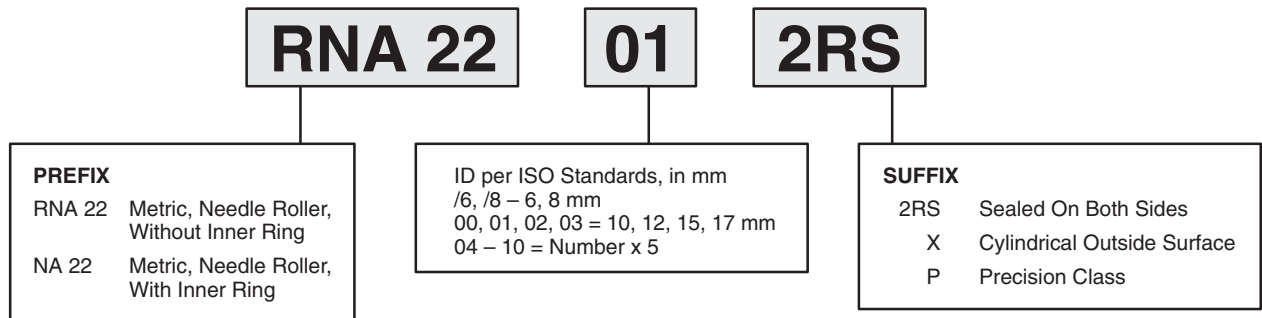 RNA 22 01 2RS
PREFIX
RNA 22 Metric, Needle Roller,
Without Inner Ring
NA 22 Metric, Needle Roller,
With Inner Ring
ID per ISO Standards, in mm
/6, /8 – 6, 8 mm
00, 01, 02, 03 = 10, 12, 15, 17 mm
04 – 10 = Number x 5
SUFFIX
2RS Sealed On Both Sides
X Cylindrical Outside Surface
P Precision Class